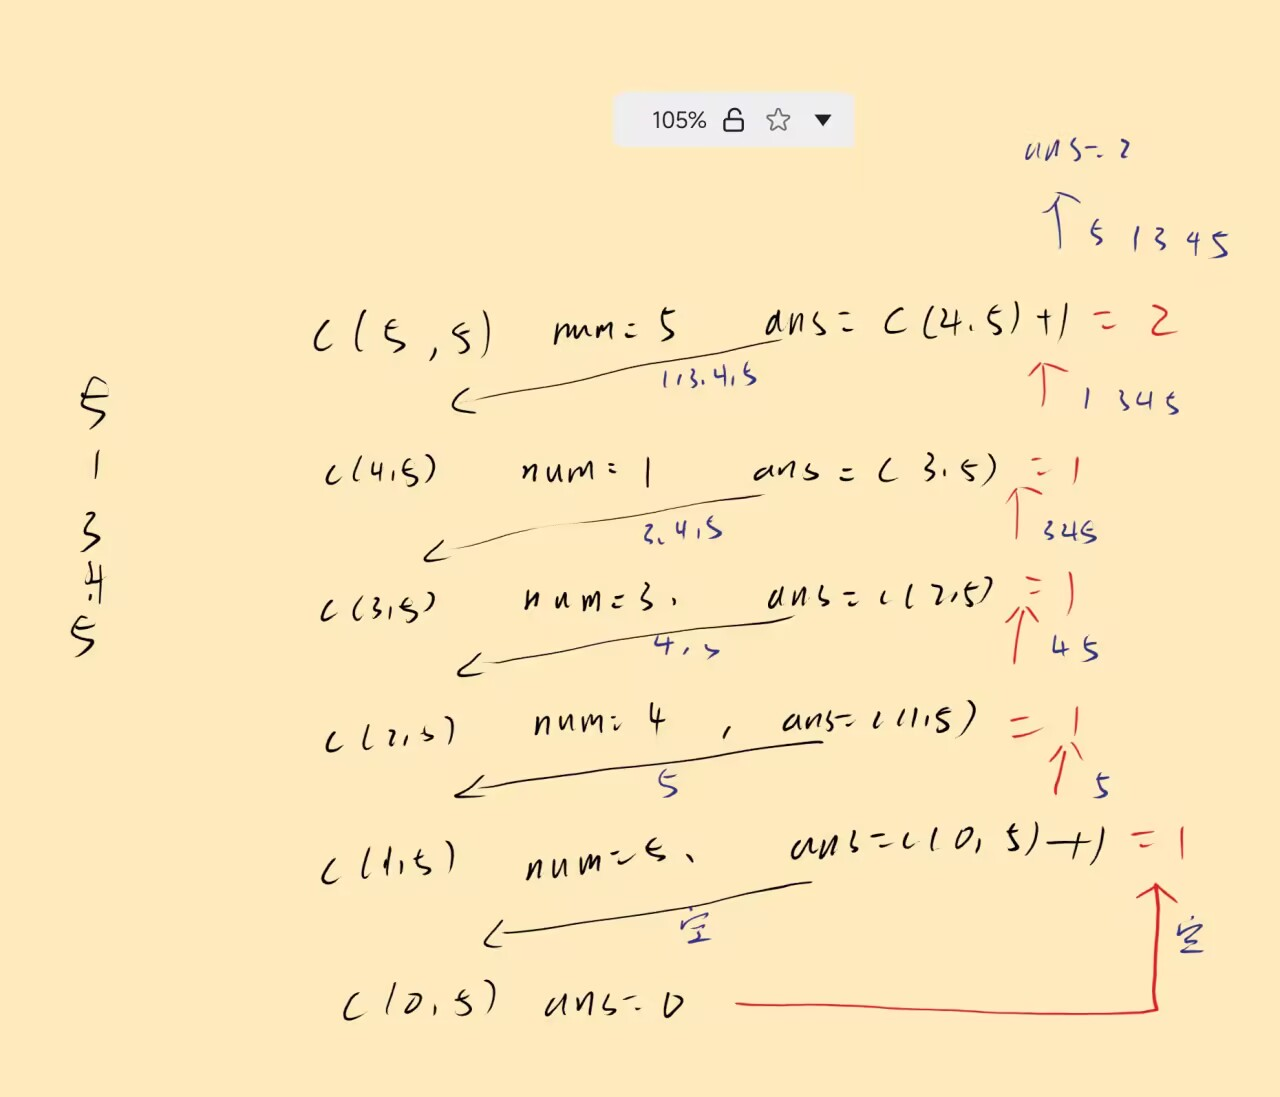 105%
ans=2
5 1 3 4 5
c(5,5) num=5 ans=c(4.5)+1=2
1,3.4,5
1 3 4 5
5
1
3
4
5
c(4,5) num=1 ans=c(3.5)=1
3.4,5
3 4 5
c(3,5) num=3, ans=c(2,5)=1
4,5
4 5
c(2,5) num=4, ans=c(1,5)=1
5
5
c(1,5) num=5、 ans=c(0,5)+1=1
空
空
c(0,5) ans=0